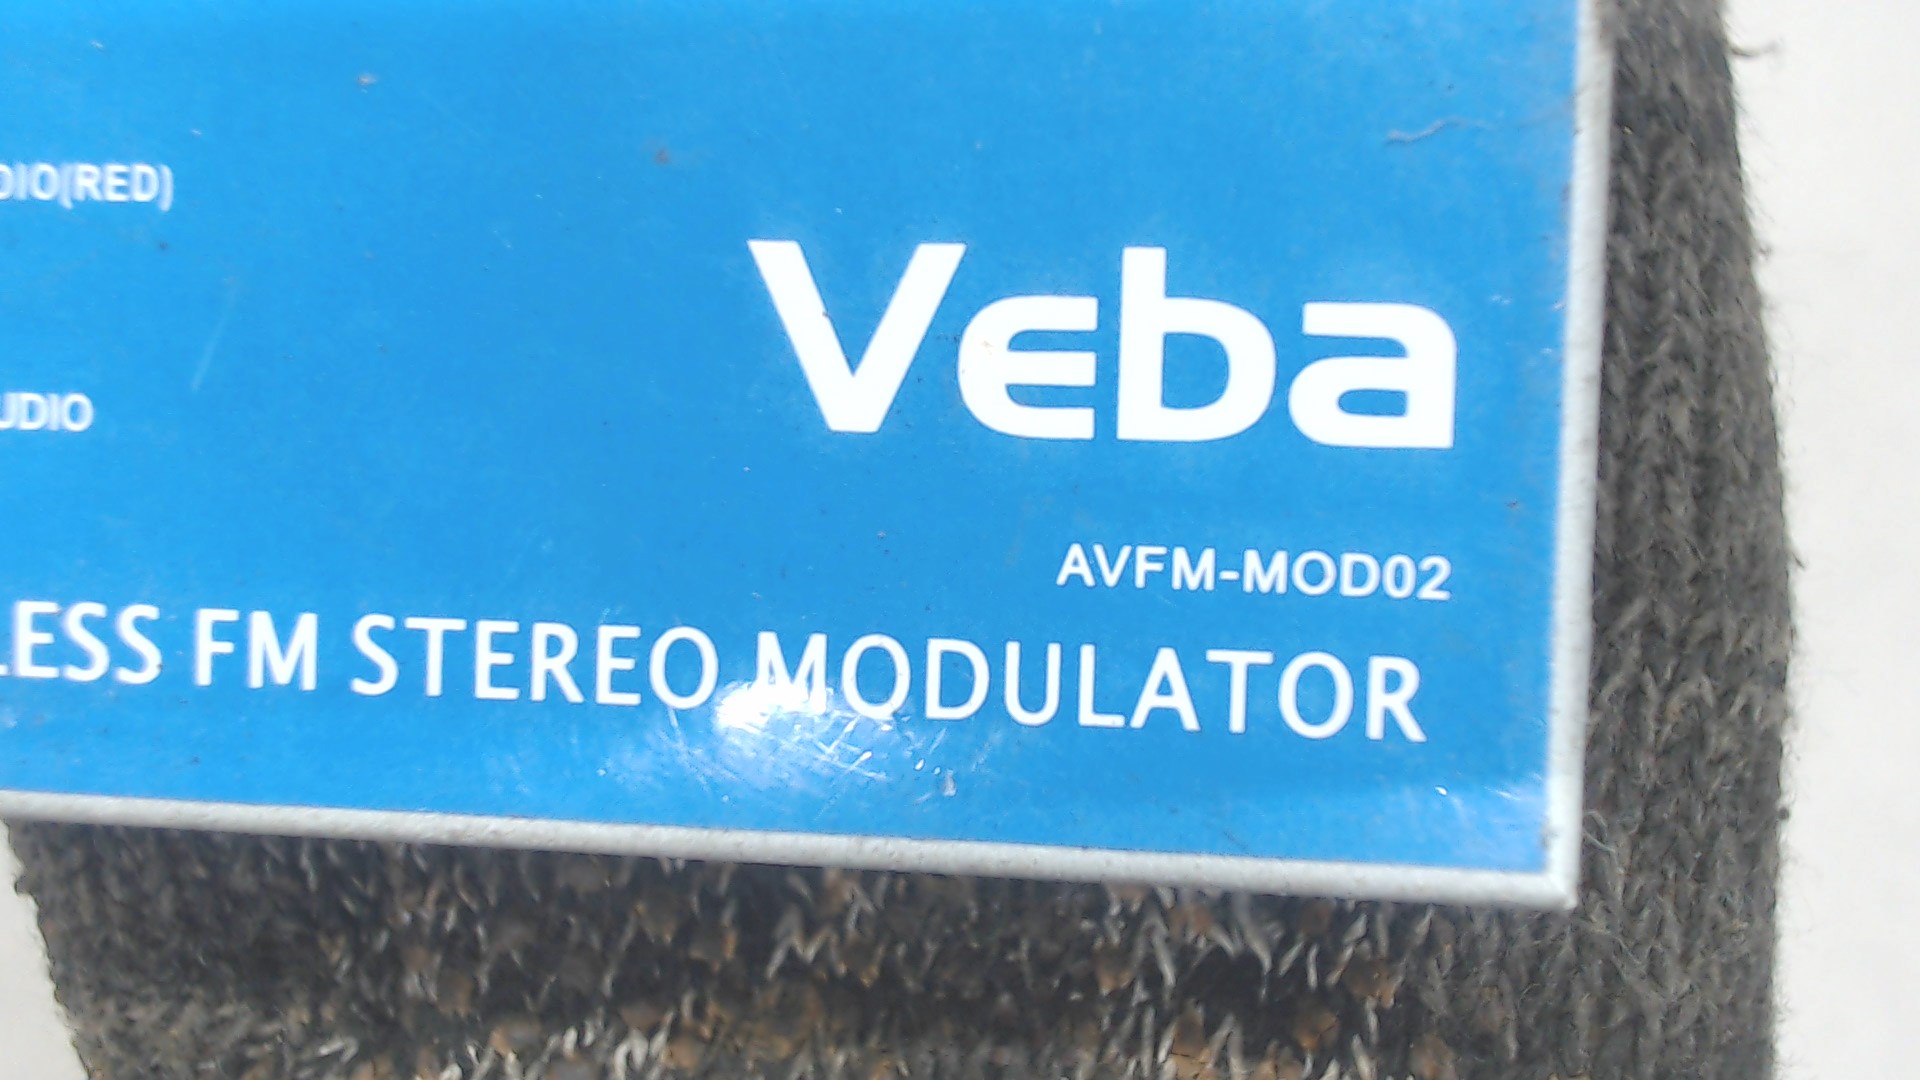 DIO(RED)
Veba
UDIO
AVFM-MOD02
LESS FM STEREO MODULATOR